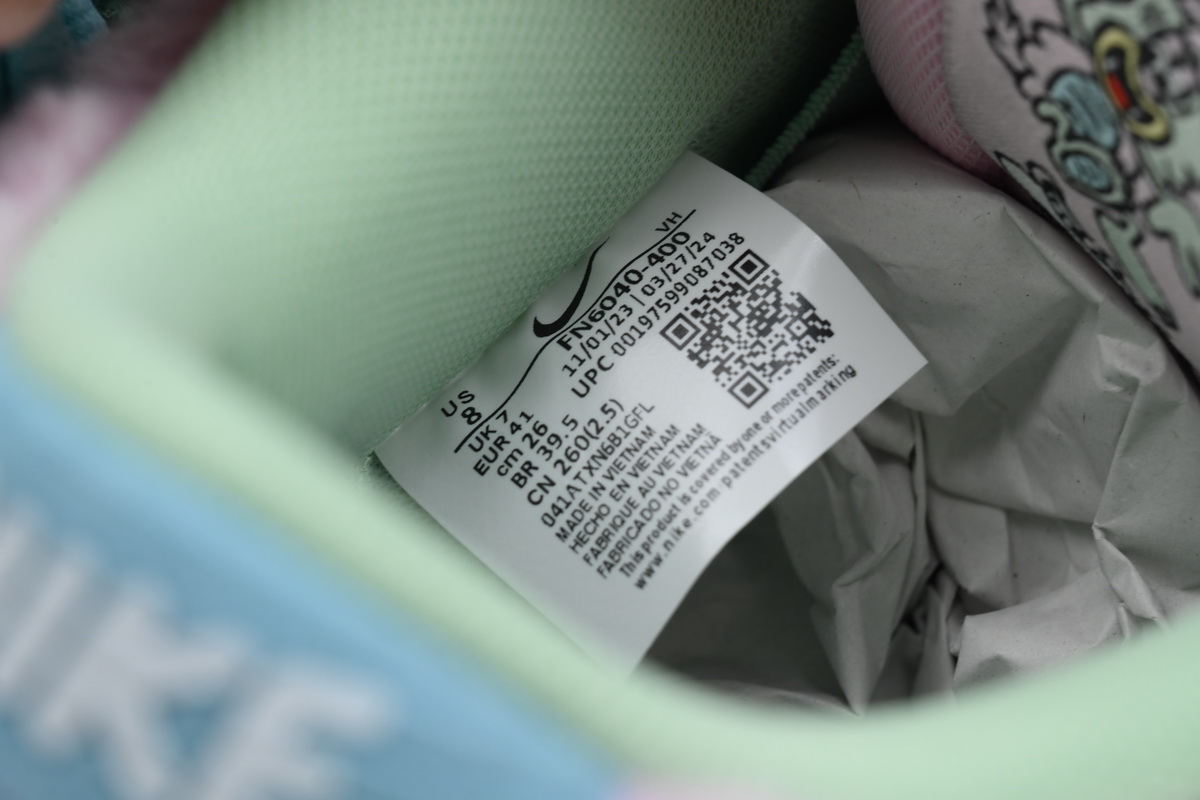 VH
US
8
FN6040-400
11/01/23 | 03/27/24
UPC 00197599087038
UK 7
EUR 41
cm 26
BR 39.5
CN 260(2.5)
041ATXN6B1GFL
MADE IN VIETNAM
HECHO EN VIETNAM
FABRIQUE AU VIETNAM
FABRICADO NO VIETNÃ
This product is covered by one or more patents:
www.nike.com patentsvirtualmarking
NIKE